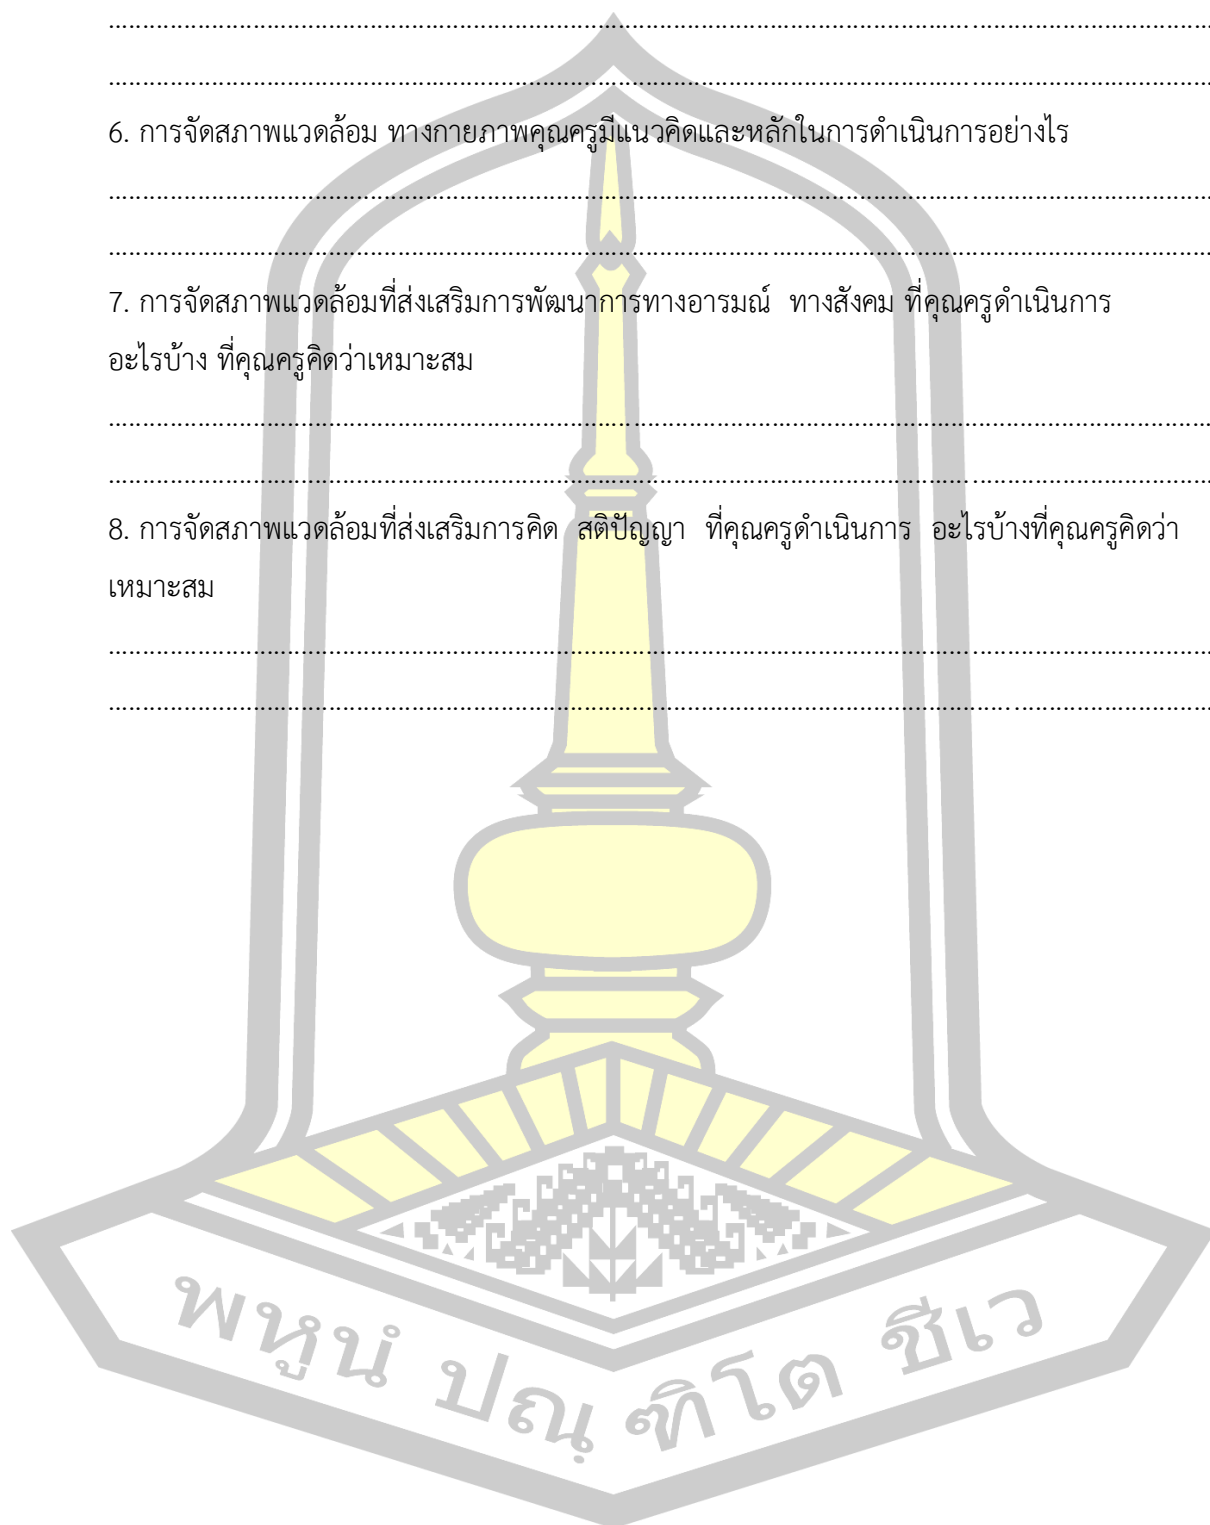 ................................................................................................................................
................................................................................................................................
6. การจัดสภาพแวดล้อม ทางกายภาพคุณครูมีแนวคิดและหลักในการดำเนินการอย่างไร
................................................................................................................................
................................................................................................................................
7. การจัดสภาพแวดล้อมที่ส่งเสริมการพัฒนาการทางอารมณ์ ทางสังคม ที่คุณครูดำเนินการ
อะไรบ้าง ที่คุณครูคิดว่าเหมาะสม
................................................................................................................................
................................................................................................................................
8. การจัดสภาพแวดล้อมที่ส่งเสริมการคิด สติปัญญา ที่คุณครูดำเนินการ อะไรบ้างที่คุณครูคิดว่า
เหมาะสม
................................................................................................................................
................................................................................................................................
พหูนํ ปณฺฑิโต ชีเว